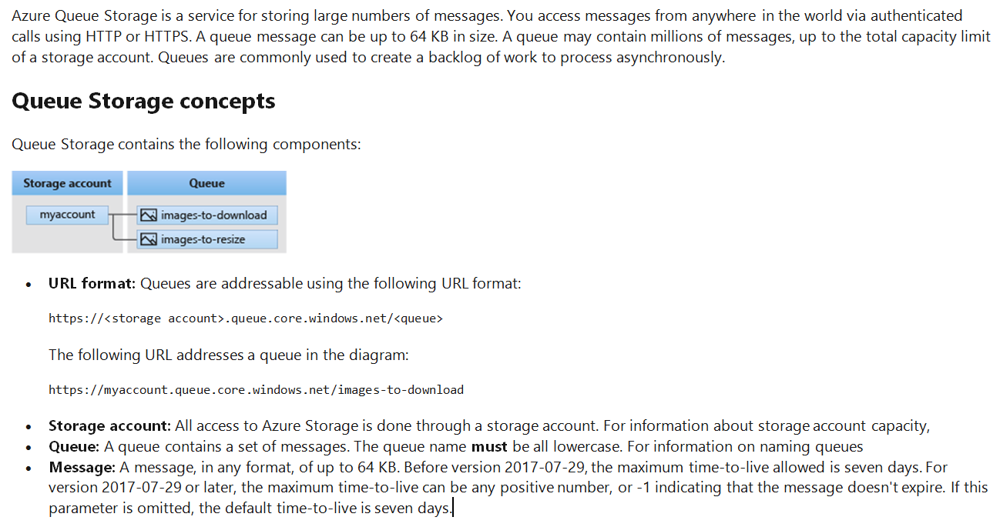 Azure Queue Storage is a service for storing large numbers of messages. You access messages from anywhere in the world via authenticated
calls using HTTP or HTTPS. A queue message can be up to 64 KB in size. A queue may contain millions of messages, up to the total capacity limit
of a storage account. Queues are commonly used to create a backlog of work to process asynchronously.
Queue Storage concepts
Queue Storage contains the following components:
Storage account
Queue
myaccount
images-to-download
images-to-resize
• URL format: Queues are addressable using the following URL format:
https://<storage account>.queue.core.windows.net/<queue>
The following URL addresses a queue in the diagram:
https://myaccount.queue.core.windows.net/images-to-download
• Storage account: All access to Azure Storage is done through a storage account. For information about storage account capacity,
• Queue: A queue contains a set of messages. The queue name must be all lowercase. For information on naming queues
• Message: A message, in any format, of up to 64 KB. Before version 2017-07-29, the maximum time-to-live allowed is seven days. For
version 2017-07-29 or later, the maximum time-to-live can be any positive number, or -1 indicating that the message doesn't expire. If this
parameter is omitted, the default time-to-live is seven days.